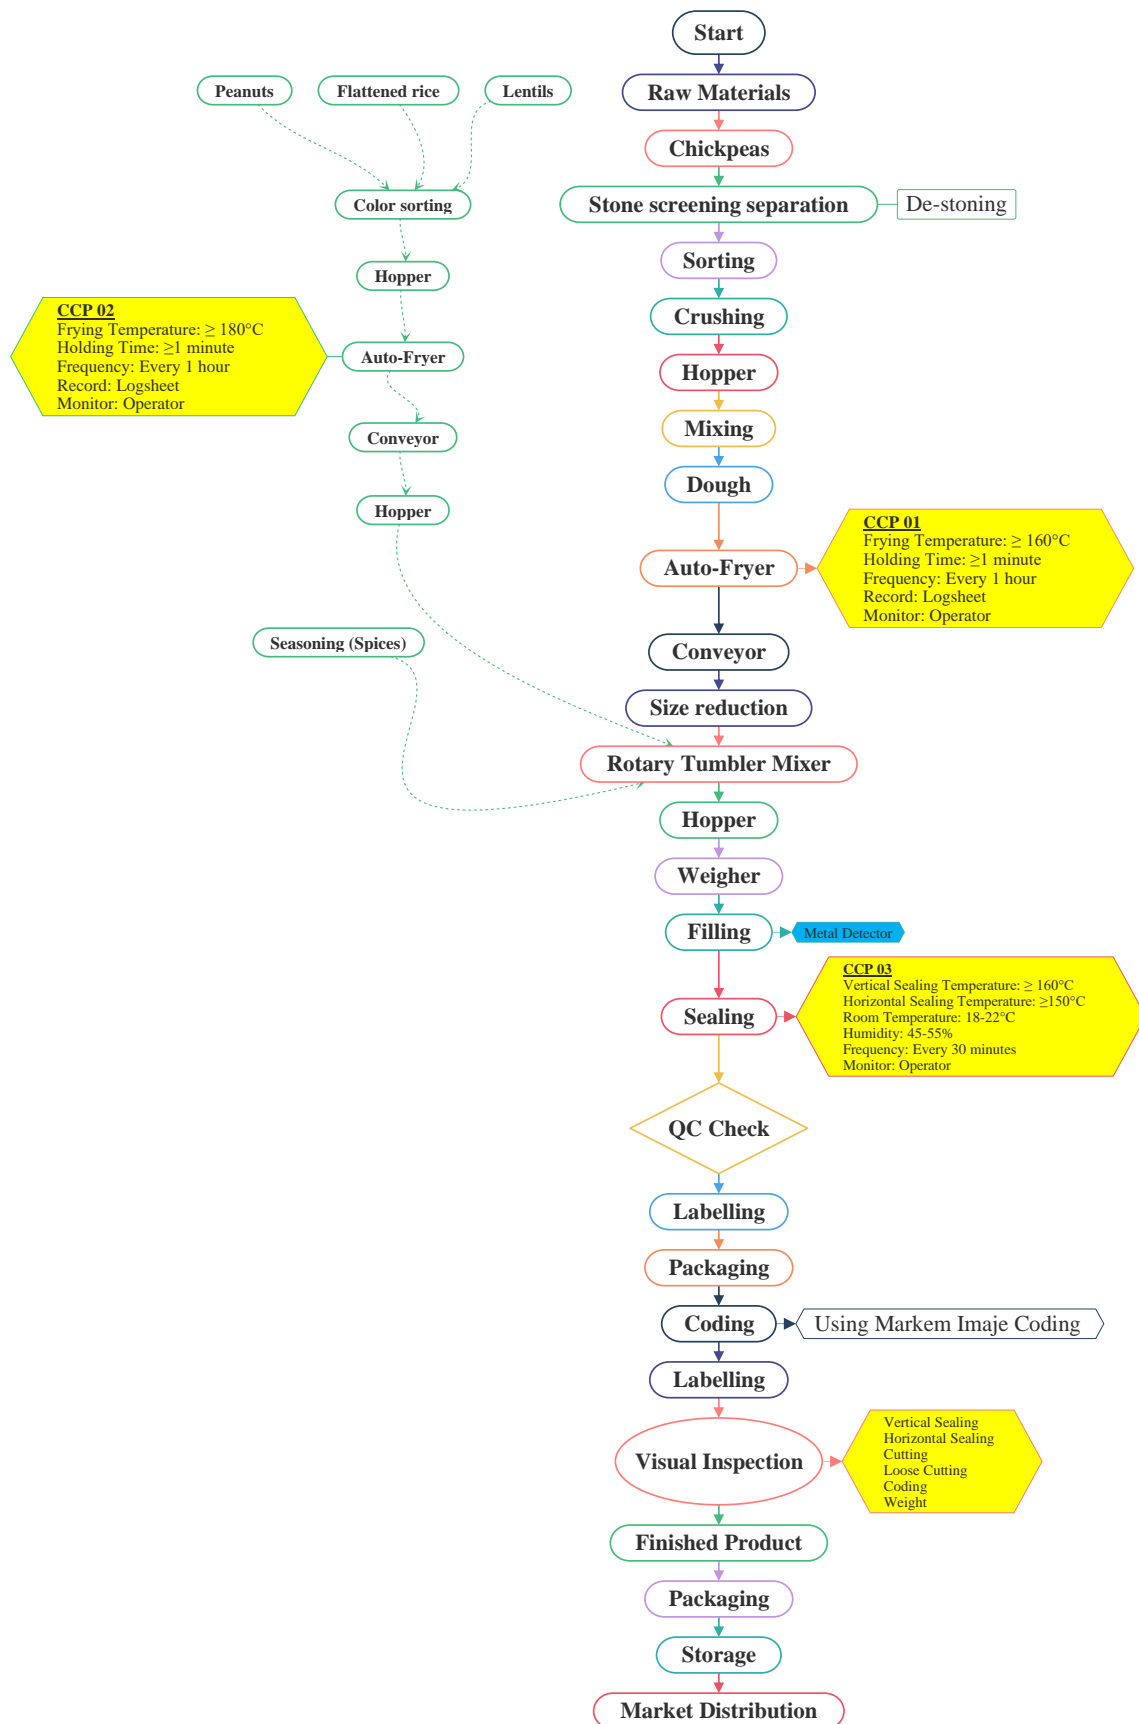 Start
Raw Materials
Peanuts
Flattened rice
Lentils
Chickpeas
Color sorting
Stone screening separation
De-stoning
Sorting
Hopper
Crushing
CCP 02
Frying Temperature: ≥ 180°C
Holding Time: ≥1 minute
Frequency: Every 1 hour
Record: Logsheet
Monitor: Operator
Auto-Fryer
Hopper
Mixing
Conveyor
Dough
Hopper
Auto-Fryer
CCP 01
Frying Temperature: ≥ 160°C
Holding Time: ≥1 minute
Frequency: Every 1 hour
Record: Logsheet
Monitor: Operator
Seasoning (Spices)
Conveyor
Size reduction
Rotary Tumbler Mixer
Hopper
Weigher
Filling
Metal Detector
Sealing
CCP 03
Vertical Sealing Temperature: ≥ 160°C
Horizontal Sealing Temperature: ≥150°C
Room Temperature: 18-22°C
Humidity: 45-55%
Frequency: Every 30 minutes
Monitor: Operator
QC Check
Labelling
Packaging
Coding
Using Markem Imaje Coding
Labelling
Visual Inspection
Vertical Sealing
Horizontal Sealing
Cutting
Loose Cutting
Coding
Weight
Finished Product
Packaging
Storage
Market Distribution